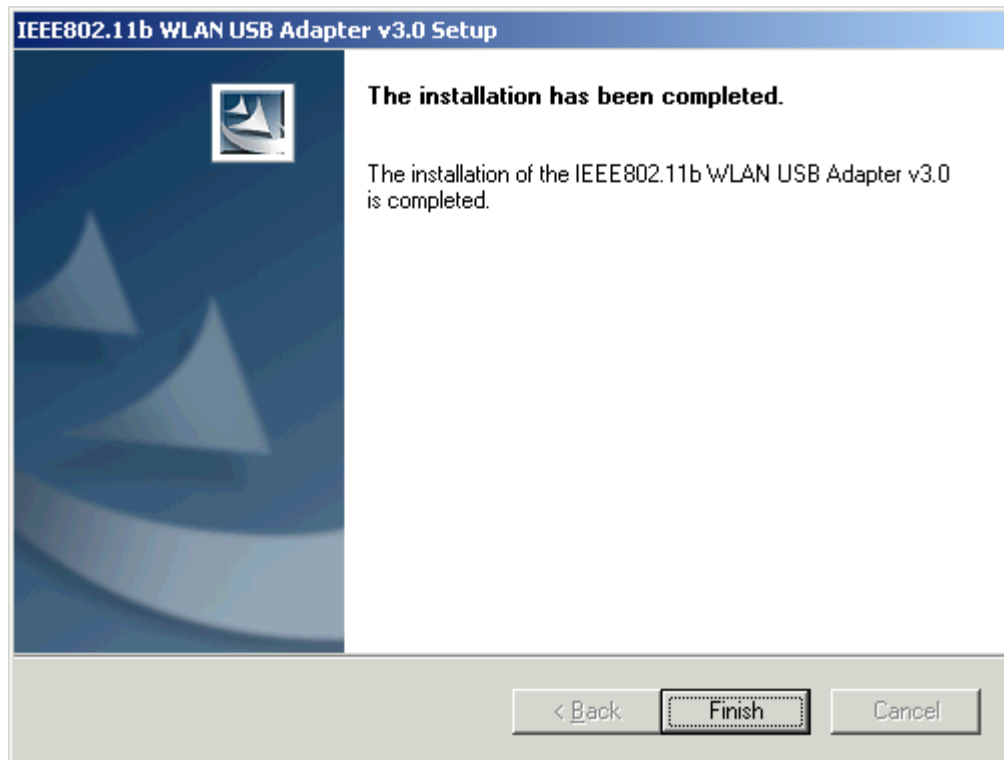 IEEE802.11b WLAN USB Adapter v3.0 Setup
The installation has been completed.
The installation of the IEEE802.11b WLAN USB Adapter v3.0
is completed.
< Back
Finish
Cancel